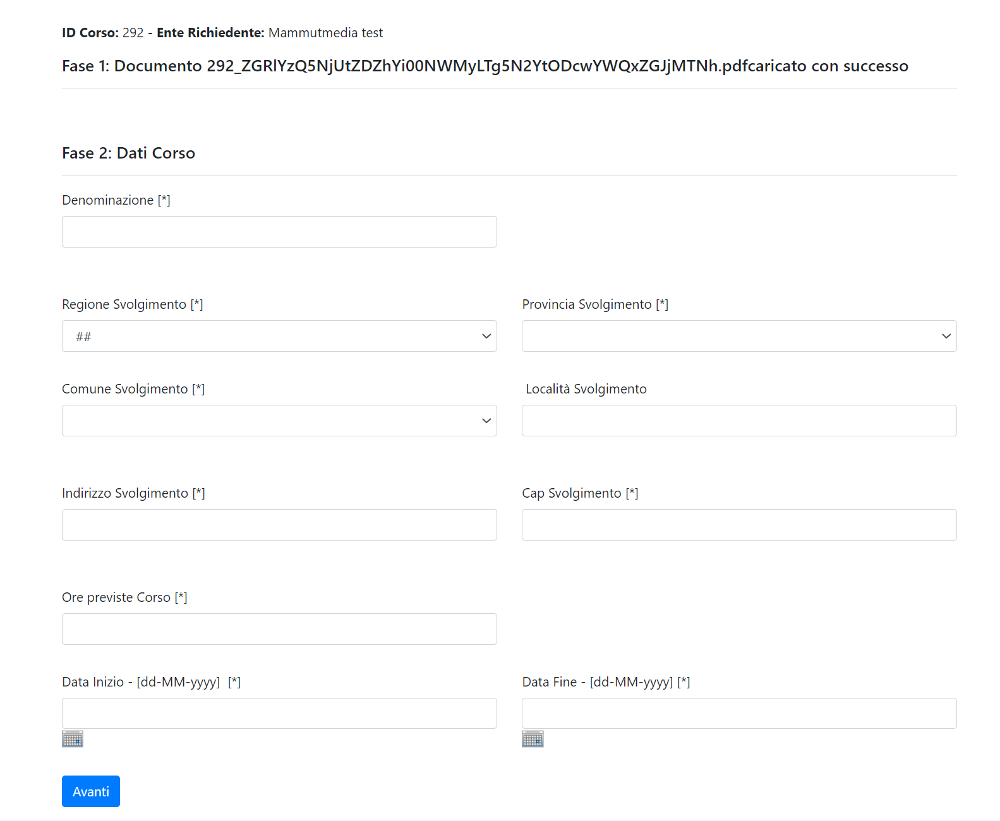 ID Corso: 292 - Ente Richiedente: Mammutmedia test
Fase 1: Documento 292_ZGRlYzQ5NjUtZDZhYi00NWMyLTg5N2YtODcwYWQxZGJjMTNh.pdfcaricato con successo
Fase 2: Dati Corso
Denominazione [*]
Regione Svolgimento [*]
Provincia Svolgimento [*]
##
Comune Svolgimento [*]
Località Svolgimento
Indirizzo Svolgimento [*]
Cap Svolgimento [*]
Ore previste Corso [*]
Data Inizio - [dd-MM-yyyy] [*]
Data Fine - [dd-MM-yyyy] [*]
Avanti